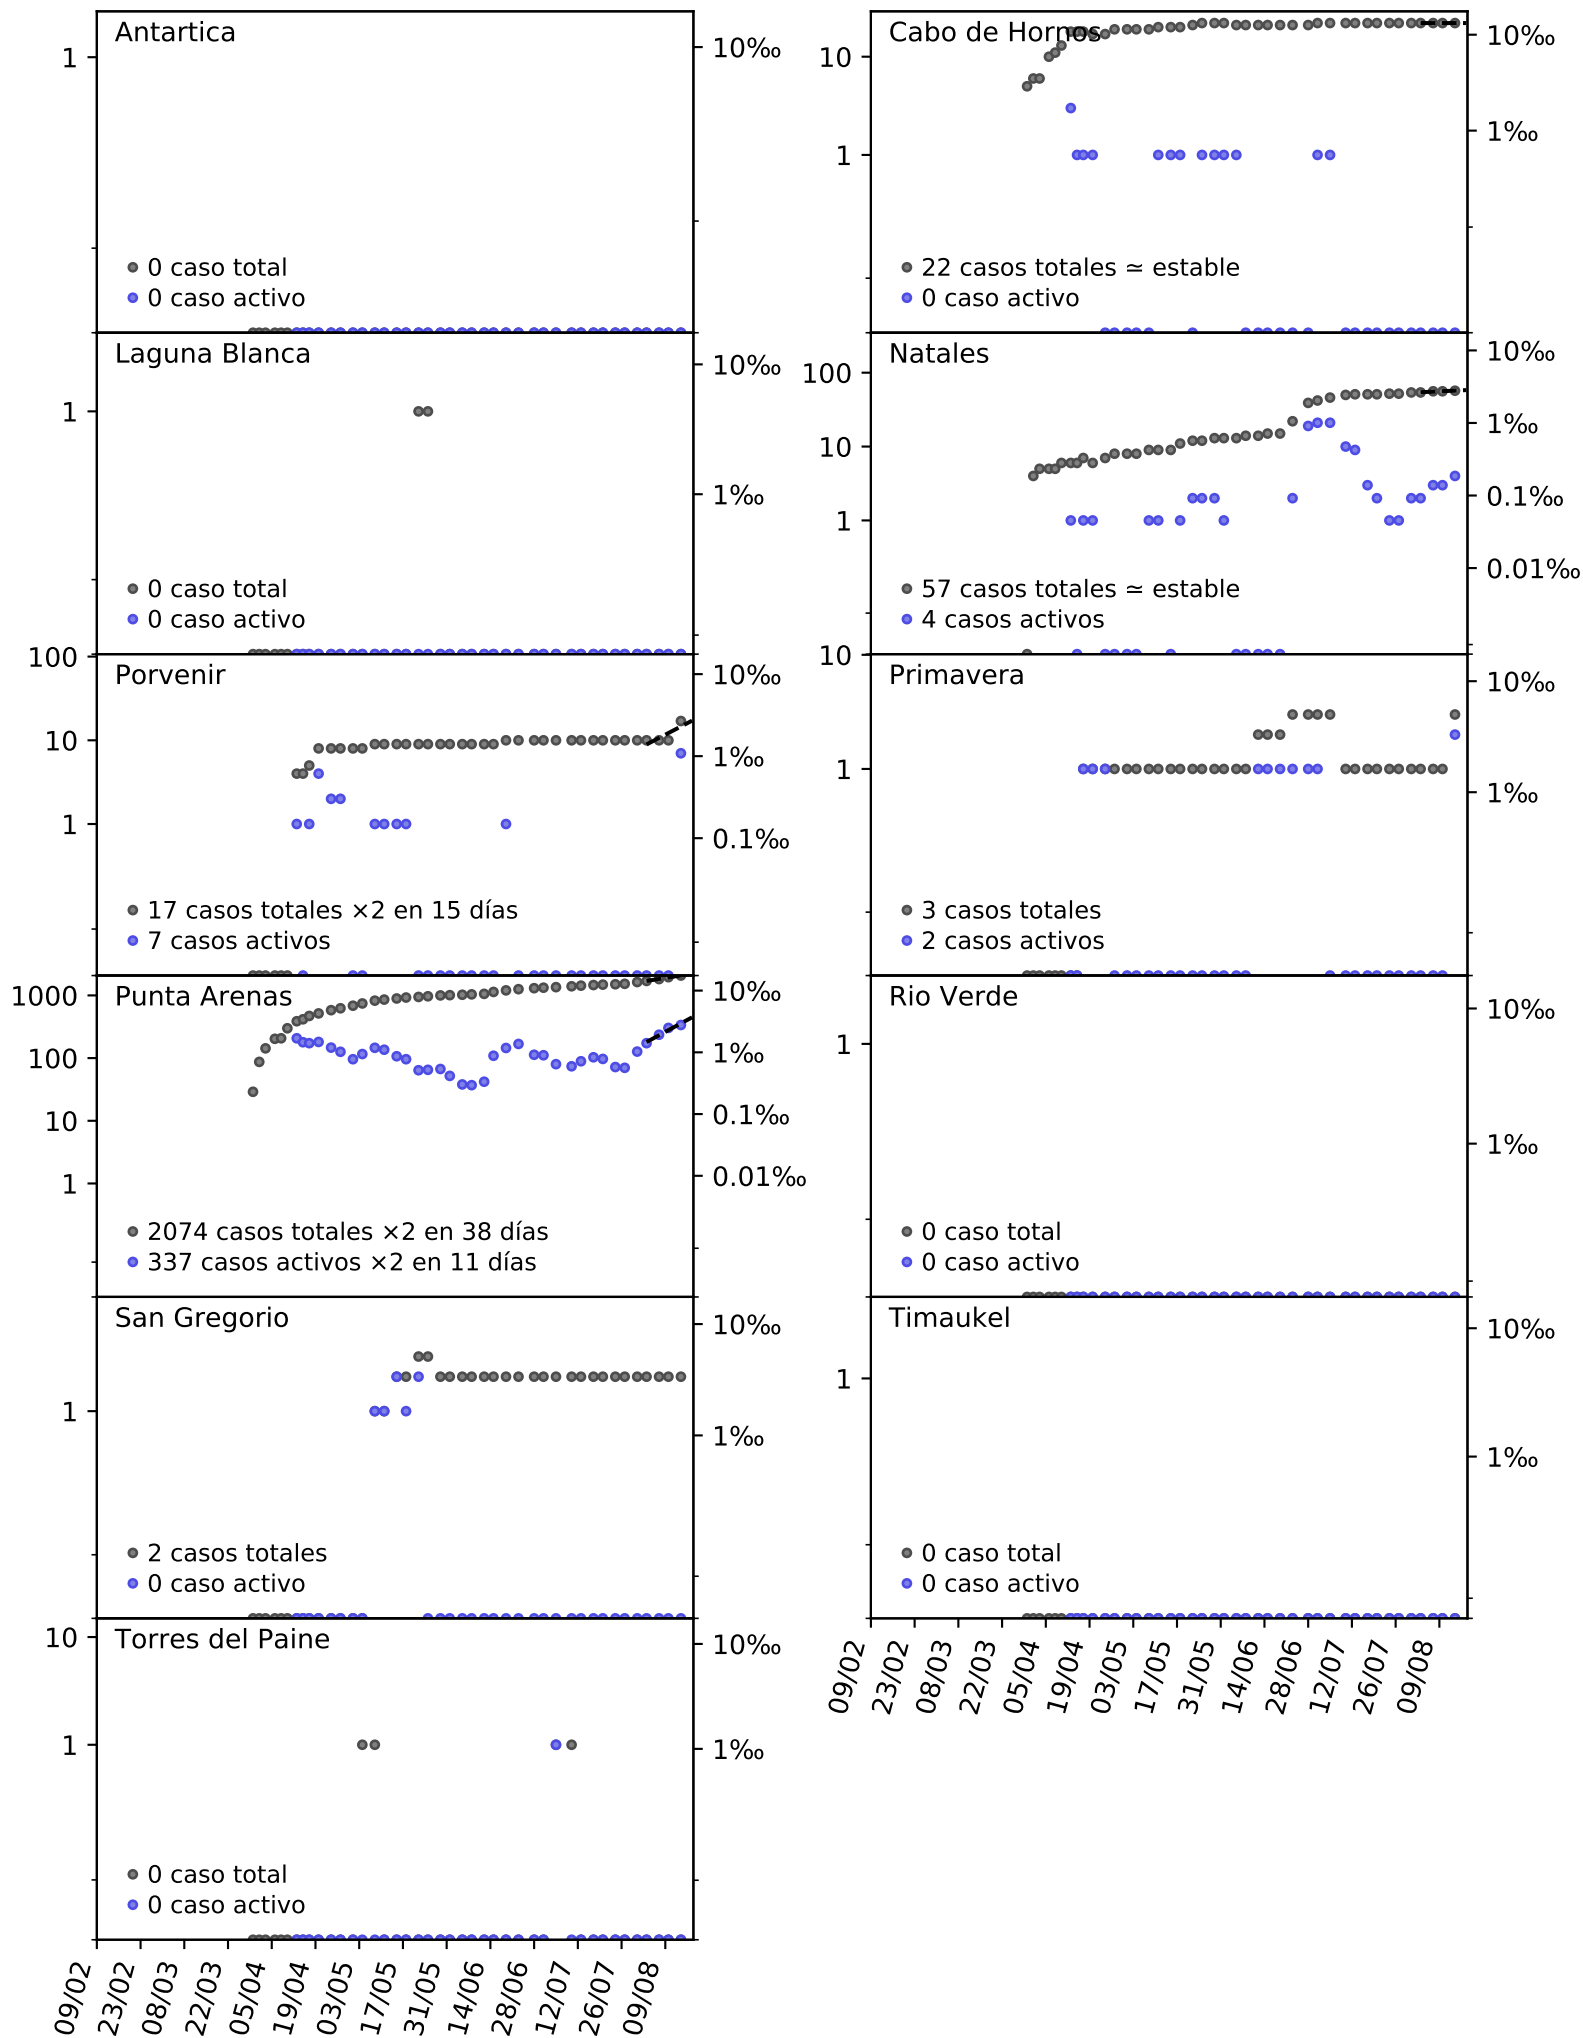 Antartica
1
10‰
0 caso total
0 caso activo
Cabo de Hornos
10
1
10‰
1‰
22 casos totales ≃ estable
0 caso activo
Laguna Blanca
1
10‰
1‰
0 caso total
0 caso activo
Natales
100
10
1
10‰
1‰
0.1‰
0.01‰
57 casos totales ≃ estable
4 casos activos
Porvenir
100
10
1
10‰
1‰
0.1‰
17 casos totales ×2 en 15 días
7 casos activos
Primavera
10
1
10‰
1‰
3 casos totales
2 casos activos
Punta Arenas
1000
100
10
1
10‰
1‰
0.1‰
0.01‰
2074 casos totales ×2 en 38 días
337 casos activos ×2 en 11 días
Rio Verde
1
10‰
1‰
0 caso total
0 caso activo
San Gregorio
1
10‰
1‰
2 casos totales
0 caso activo
Timaukel
1
10‰
1‰
0 caso total
0 caso activo
09/02
23/02
08/03
22/03
05/04
19/04
03/05
17/05
31/05
14/06
28/06
12/07
26/07
09/08
Torres del Paine
10
1
10‰
1‰
0 caso total
0 caso activo
09/02
23/02
08/03
22/03
05/04
19/04
03/05
17/05
31/05
14/06
28/06
12/07
26/07
09/08